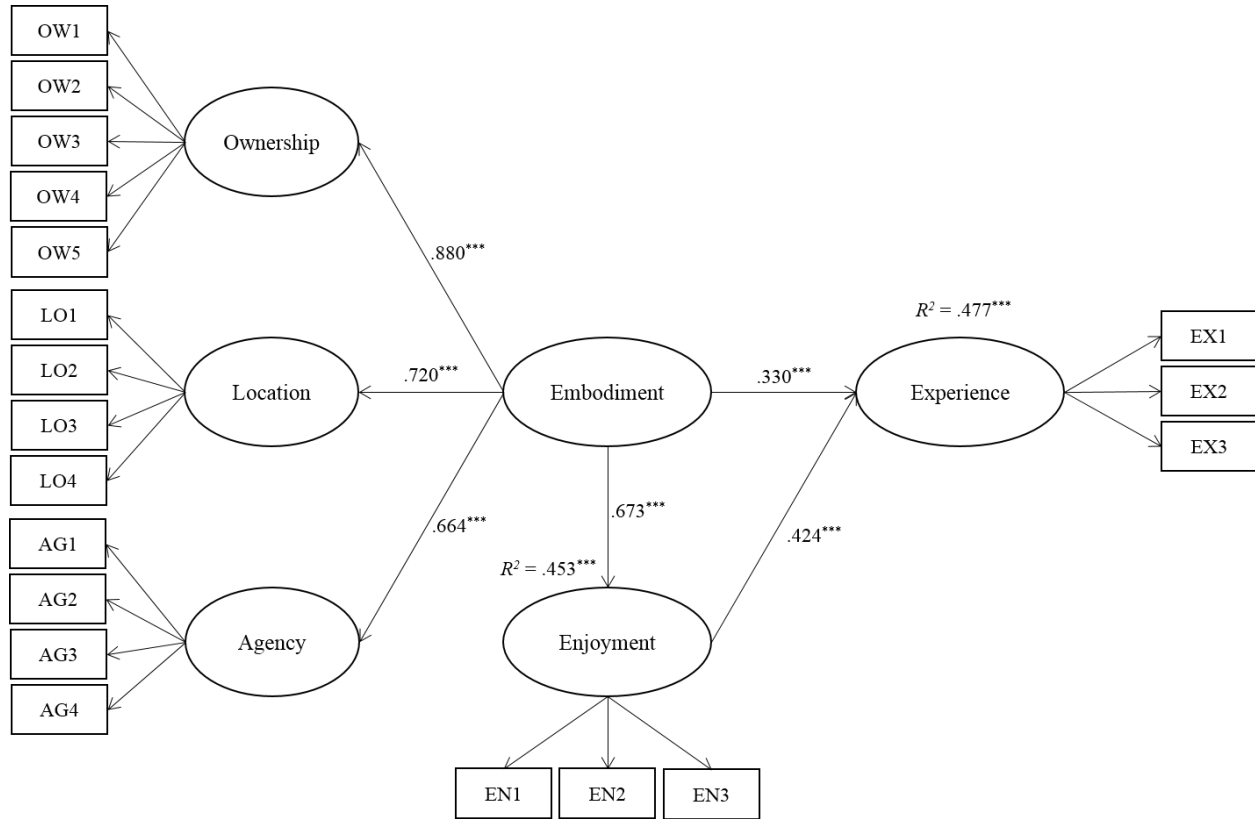 OW1
OW2
OW3
OW4
OW5
Ownership
.880***
LO1
LO2
LO3
LO4
Location
.720***
Embodiment
.330***
R² = .477***
Experience
EX1
EX2
EX3
AG1
AG2
AG3
AG4
Agency
.664***
.673***
.424***
R² = .453***
Enjoyment
EN1
EN2
EN3